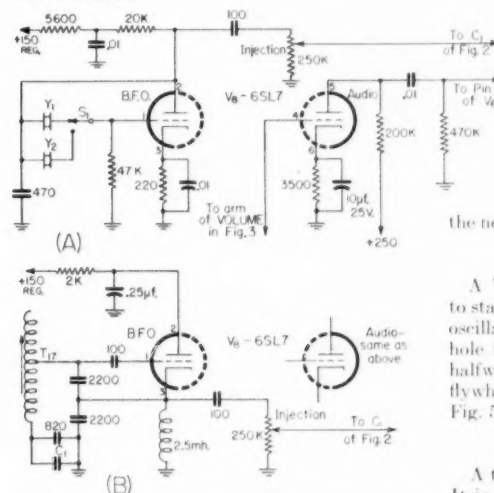 5600
20K
+150
REG.
.01
100
Injection
250K
To C₁
of Fig. 2
B.F.O.
V₈-6SL7
Audio
.01
To Pin
of V
Y₁
S₁
Y₂
2
1
3
5
4
6
47K
220
.01
470
200K
470K
3500
10µf.
25V.
To arm
of VOLUME
in Fig. 3
+250
(A)
+150
REG.
2K
.25µf.
B.F.O.
V₈-6SL7
Audio-
same as
above
T17
100
2
1
3
2200
2200
100
Injection
250K
To C₁
of Fig. 2
820
C₁
2.5mh.
(B)
the ne
A
to sta
oscilla
hole
halfw
flywh
Fig. 5
A t
It is